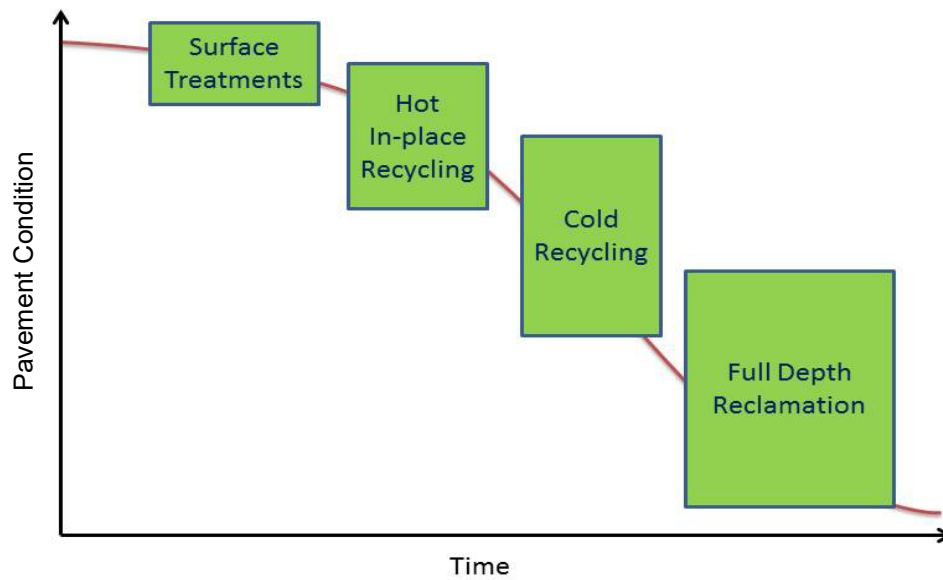 Surface
Treatments
Hot
In-place
Recycling
Cold
Recycling
Full Depth
Reclamation
Pavement Condition
Time